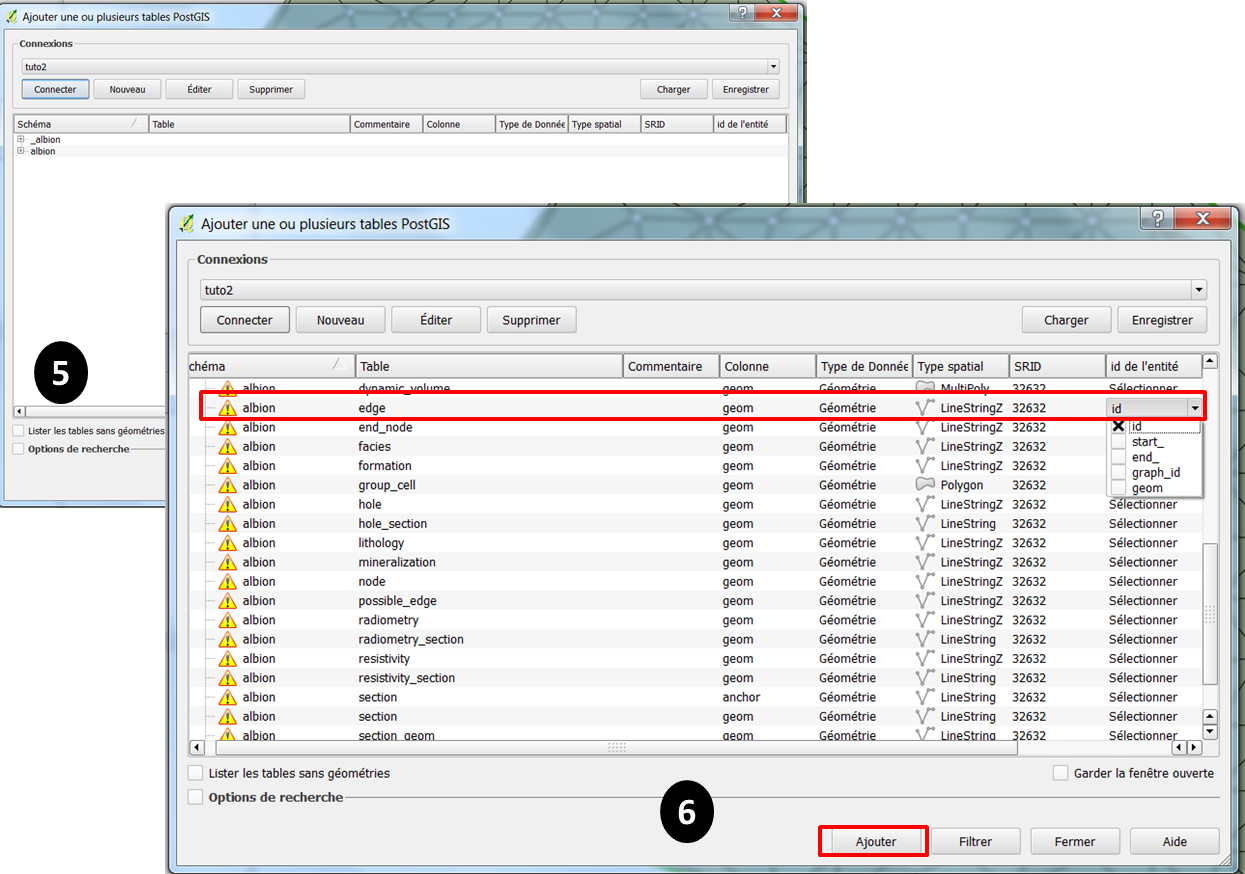 Ajouter une ou plusieurs tables PostGIS
?
X
Connexions
tuto2
Connecter Nouveau Éditer Supprimer Charger Enregistrer
Schéma Table Commentaire Colonne Type de Donnée Type spatial SRID id de l'entité
_albion
albion
5
Lister les tables sans géométries
Options de recherche
Ajouter une ou plusieurs tables PostGIS
?
X
Connexions
tuto2
Connecter Nouveau Éditer Supprimer Charger Enregistrer
chéma Table Commentaire Colonne Type de Donnée Type spatial SRID id de l'entité
albion dynamic_volume geom Géométrie MultiPoly 32632 Sélectionner
albion edge geom Géométrie LineStringZ 32632 id
albion end_node geom Géométrie LineStringZ 32632 id
albion facies geom Géométrie LineStringZ 32632 start_
albion formation geom Géométrie LineStringZ 32632 end_
albion group_cell geom Géométrie Polygon 32632 graph_id
geom
albion hole geom Géométrie LineStringZ 32632 Sélectionner
albion hole_section geom Géométrie LineString 32632 Sélectionner
albion lithology geom Géométrie LineStringZ 32632 Sélectionner
albion mineralization geom Géométrie LineStringZ 32632 Sélectionner
albion node geom Géométrie LineStringZ 32632 Sélectionner
albion possible_edge geom Géométrie LineStringZ 32632 Sélectionner
albion radiometry geom Géométrie LineStringZ 32632 Sélectionner
albion radiometry_section geom Géométrie LineString 32632 Sélectionner
albion resistivity geom Géométrie LineStringZ 32632 Sélectionner
albion resistivity_section geom Géométrie LineString 32632 Sélectionner
albion section anchor Géométrie LineString 32632 Sélectionner
albion section geom Géométrie LineString 32632 Sélectionner
albion section_geom geom Géométrie LineString 32632 Sélectionner
Lister les tables sans géométries Garder la fenêtre ouverte
Options de recherche
6
Ajouter Filtrer Fermer Aide